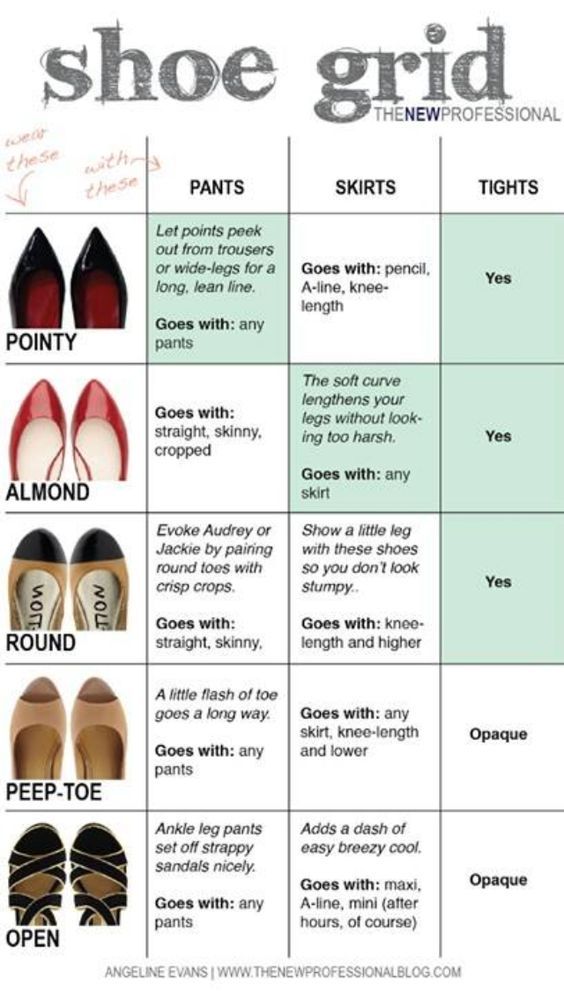 shoe grid
THENEWPROFESSIONAL
wear
these
with
these
PANTS
SKIRTS
TIGHTS
POINTY
Let points peek
out from trousers
or wide-legs for a
long, lean line.
Goes with: any
pants
Goes with: pencil,
A-line, knee-
length
Yes
ALMOND
Goes with:
straight, skinny,
cropped
The soft curve
lengthens your
legs without look-
ing too harsh.
Goes with: any
skirt
Yes
ROUND
Evoke Audrey or
Jackie by pairing
round toes with
crisp crops.
Goes with:
straight, skinny,
Show a little leg
with these shoes
so you don't look
stumpy..
Goes with: knee-
length and higher
Yes
PEEP-TOE
A little flash of toe
goes a long way.
Goes with: any
pants
Goes with: any
skirt, knee-length
and lower
Opaque
OPEN
Ankle leg pants
set off strappy
sandals nicely.
Goes with: any
pants
Adds a dash of
easy breezy cool.
Goes with: maxi,
A-line, mini (after
hours, of course)
Opaque
ANGELINE EVANS | WWW.THENEWPROFESSIONALBLOG.COM